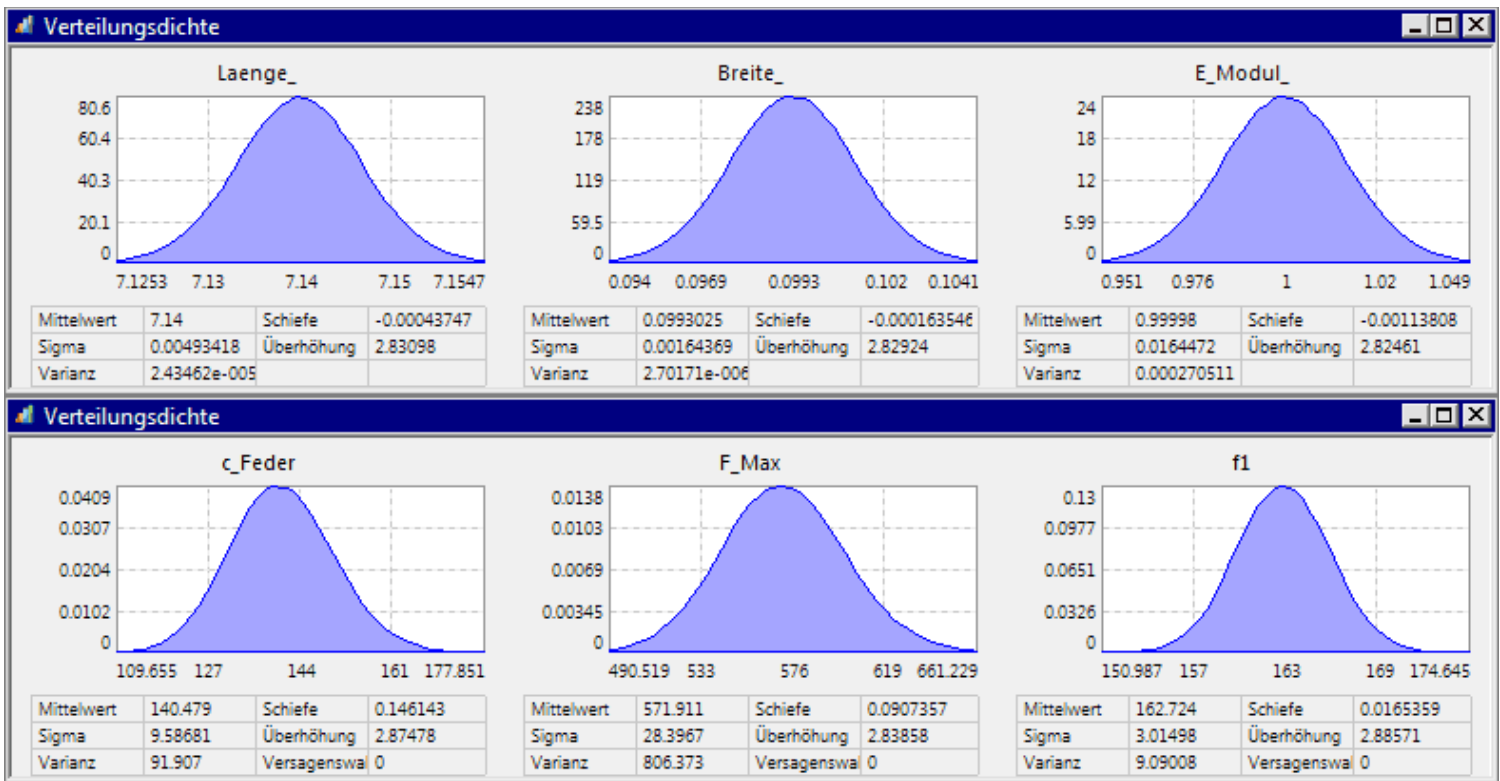 Verteilungsdichte
Laenge_ Breite_ E_Modul_
80.6 238 24
60.4 178 18
40.3 119 12
20.1 59.5 5.99
0 0 0
7.1253 7.13 7.14 7.15 7.1547 0.094 0.0969 0.0993 0.102 0.1041 0.951 0.976 1 1.02 1.049
Mittelwert 7.14 Schiefe -0.00043747 Mittelwert 0.0993025 Schiefe -0.000163546 Mittelwert 0.99998 Schiefe -0.00113808
Sigma 0.00493418 Überhöhung 2.83098 Sigma 0.00164369 Überhöhung 2.82924 Sigma 0.0164472 Überhöhung 2.82461
Varianz 2.43462e-005 Varianz 2.70171e-006 Varianz 0.000270511
Verteilungsdichte
c_Feder F_Max f1
0.0409 0.0138 0.13
0.0307 0.0103 0.0977
0.0204 0.0069 0.0651
0.0102 0.00345 0.0326
0 0 0
109.655 127 144 161 177.851 490.519 533 576 619 661.229 150.987 157 163 169 174.645
Mittelwert 140.479 Schiefe 0.146143 Mittelwert 571.911 Schiefe 0.0907357 Mittelwert 162.724 Schiefe 0.0165359
Sigma 9.58681 Überhöhung 2.87478 Sigma 28.3967 Überhöhung 2.83858 Sigma 3.01498 Überhöhung 2.88571
Varianz 91.907 Versagenswal 0 Varianz 806.373 Versagenswal 0 Varianz 9.09008 Versagenswal 0